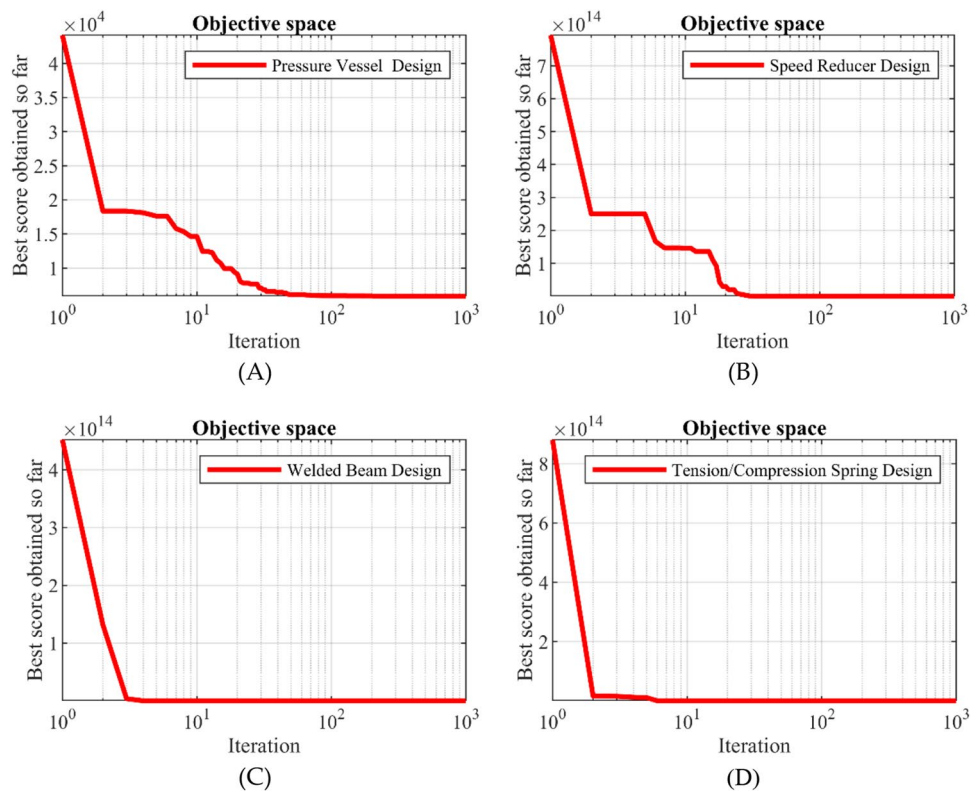 ×10⁴
Objective space
Pressure Vessel Design
4
3.5
3
2.5
2
1.5
1
Best score obtained so far
10⁰
10¹
10²
10³
Iteration
(A)
×10¹⁴
Objective space
Speed Reducer Design
7
6
5
4
3
2
1
Best score obtained so far
10⁰
10¹
10²
10³
Iteration
(B)
×10¹⁴
Objective space
Welded Beam Design
4
3
2
1
Best score obtained so far
10⁰
10¹
10²
10³
Iteration
(C)
×10¹⁴
Objective space
Tension/Compression Spring Design
8
6
4
2
Best score obtained so far
10⁰
10¹
10²
10³
Iteration
(D)